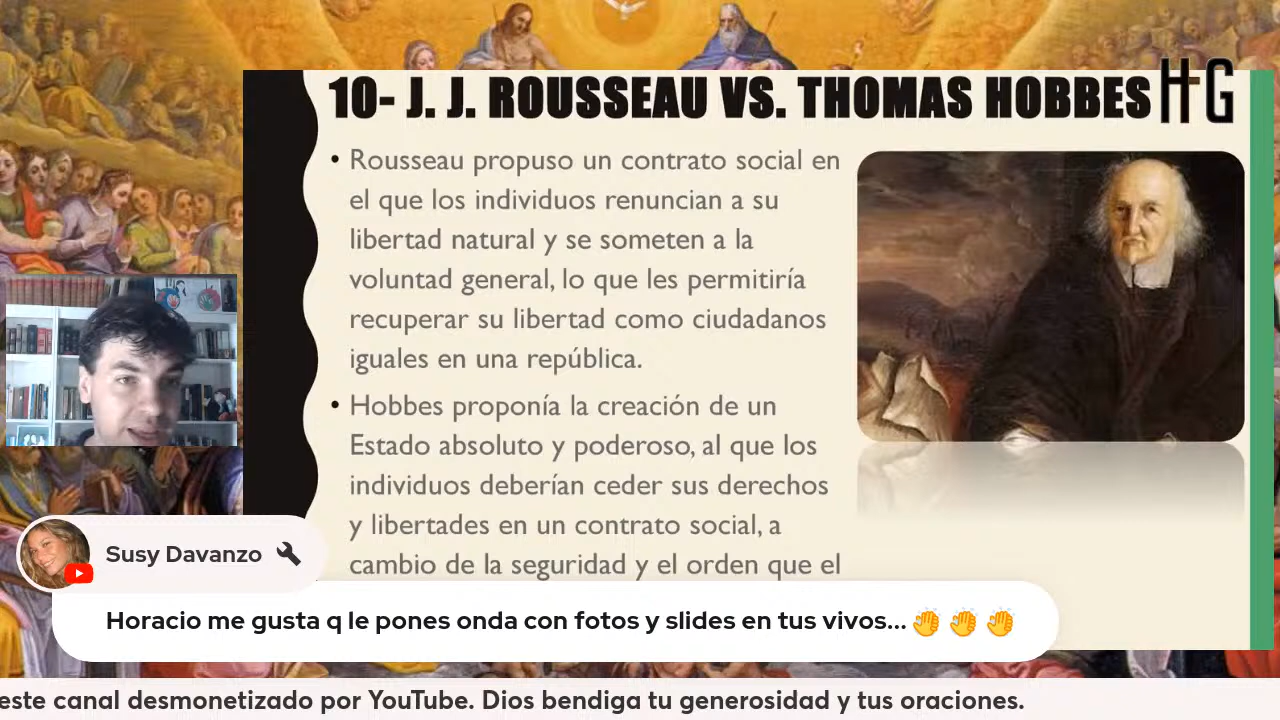 10- J. J. ROUSSEAU VS. THOMAS HOBBES
HG
• Rousseau propuso un contrato social en
el que los individuos renuncian a su
libertad natural y se someten a la
voluntad general, lo que les permitiría
recuperar su libertad como ciudadanos
iguales en una república.
• Hobbes proponía la creación de un
Estado absoluto y poderoso, al que los
individuos deberían ceder sus derechos
y libertades en un contrato social, a
cambio de la seguridad y el orden que el
Susy Davanzo
Horacio me gusta q le pones onda con fotos y slides en tus vivos... 👏 👏 👏
este canal desmonetizado por YouTube. Dios bendiga tu generosidad y tus oraciones.